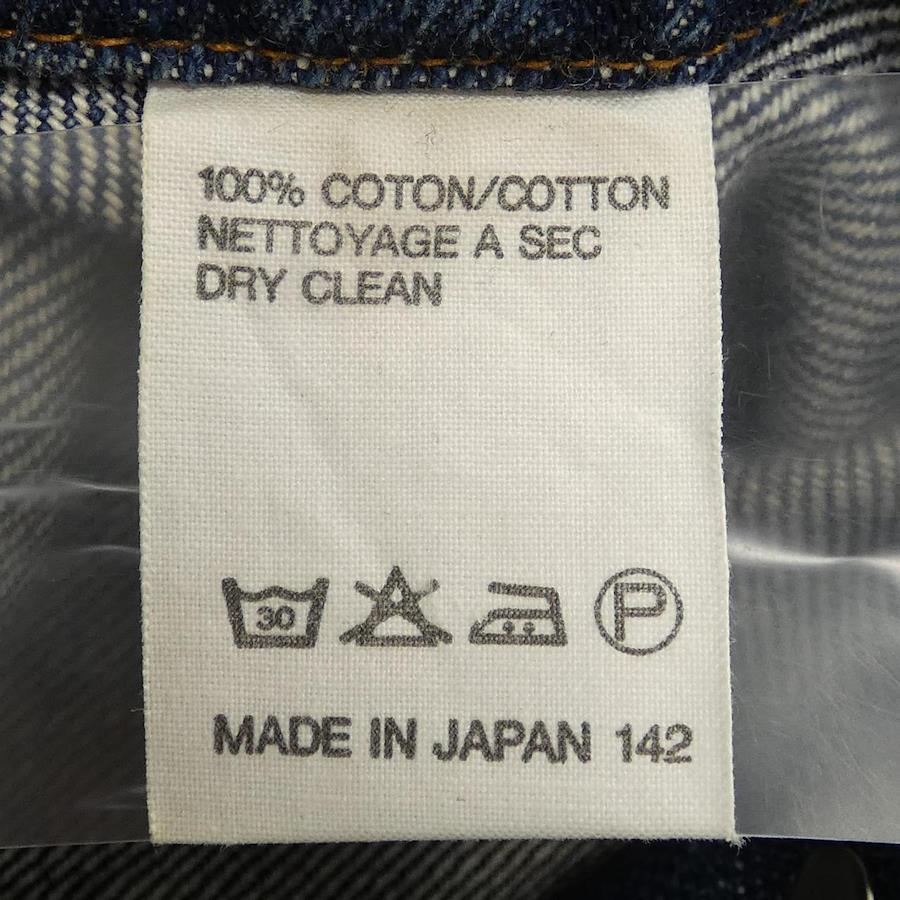 100% COTON/COTTON
NETTOYAGE A SEC
DRY CLEAN
30
P
MADE IN JAPAN 142